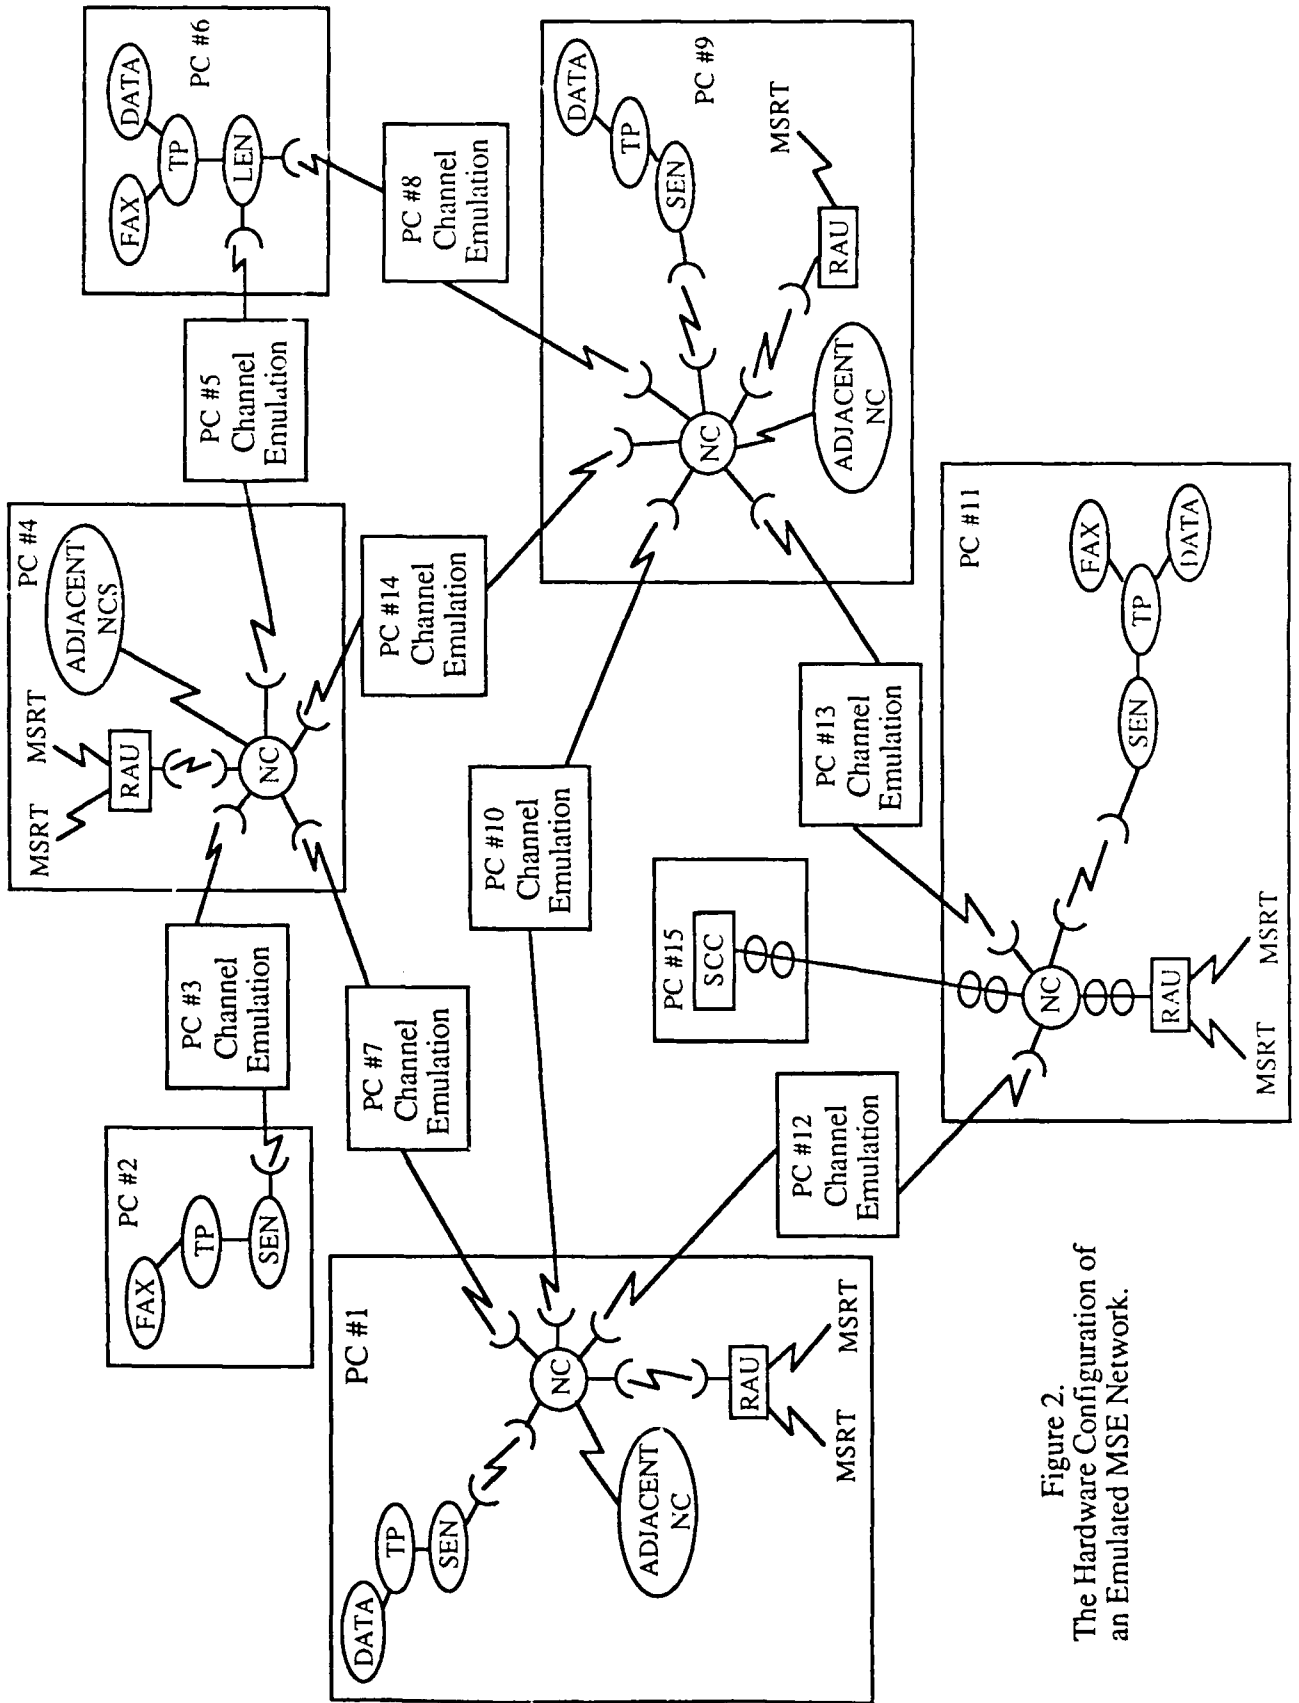 PC #2
FAX
TP
SEN
PC #3
Channel
Emulation
PC #4
MSRT
MSRT
RAU
ADJACENT
NCS
NC
PC #5
Channel
Emulation
PC #6
FAX
DATA
TP
LEN
PC #7
Channel
Emulation
PC #14
Channel
Emulation
PC #8
Channel
Emulation
PC #1
DATA
TP
SEN
NC
ADJACENT
NC
RAU
MSRT
MSRT
PC #10
Channel
Emulation
PC #9
DATA
TP
SEN
NC
RAU
MSRT
ADJACENT
NC
PC #15
SCC
PC #12
Channel
Emulation
PC #13
Channel
Emulation
PC #11
NC
RAU
MSRT
MSRT
SEN
TP
FAX
DATA
Figure 2.
The Hardware Configuration of
an Emulated MSE Network.